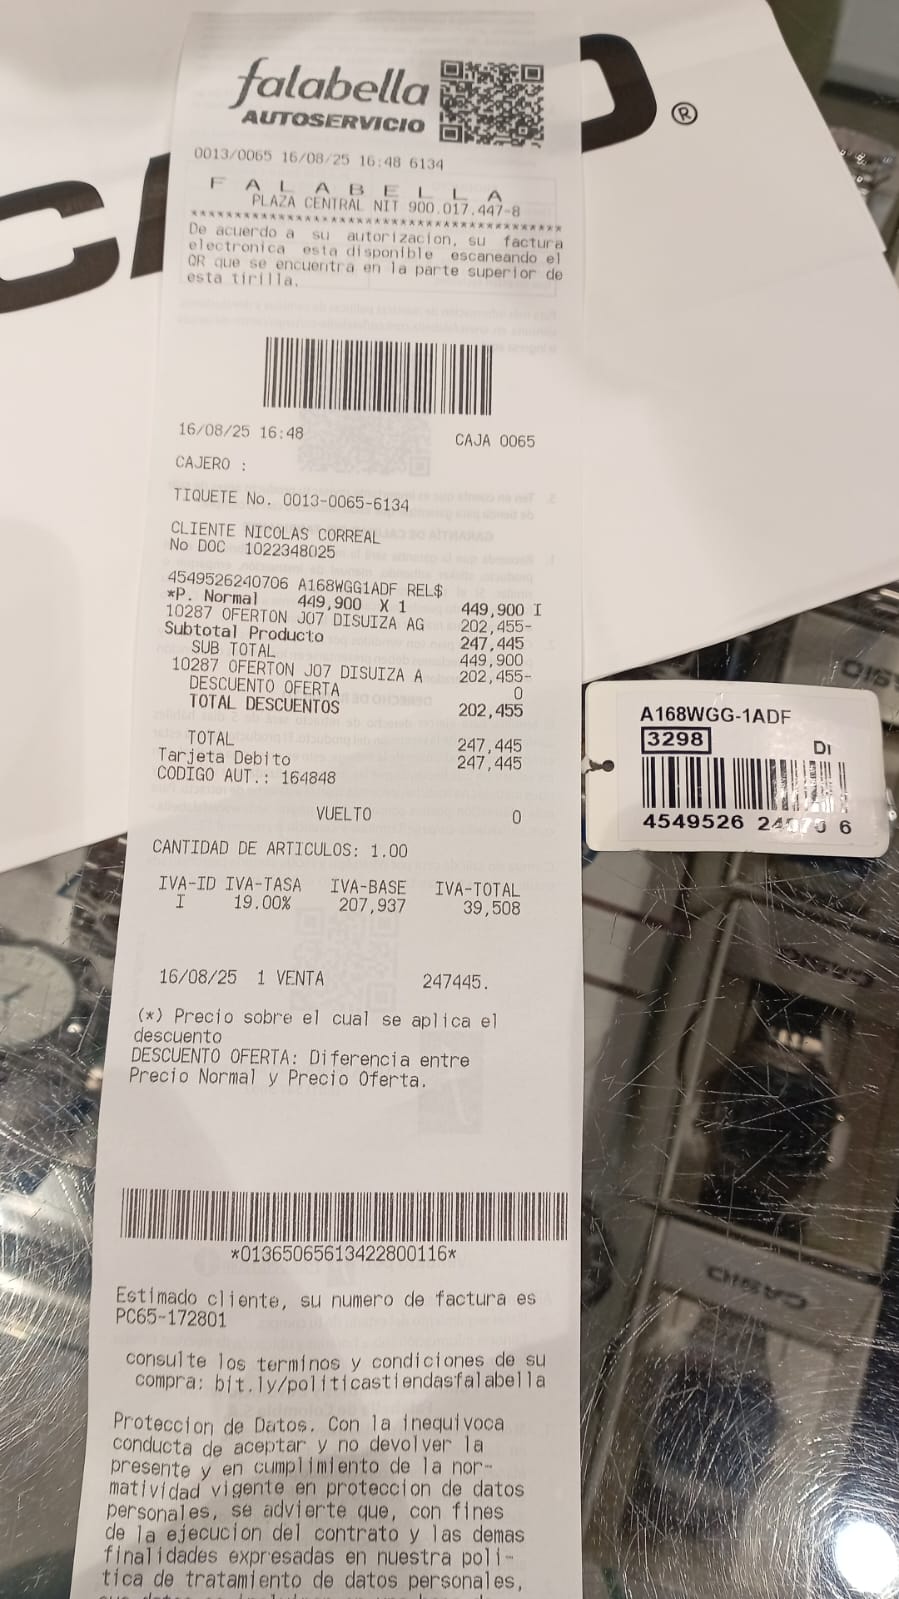 falabella
AUTOSERVICIO
®
0013/0065 16/08/25 16:48 6134
F A L A B E L L A
PLAZA CENTRAL NIT 900.017.447-8
******************************************
De acuerdo a su autorizacion, su factura
electronica esta disponible escaneando el
QR que se encuentra en la parte superior de
esta tirilla.
16/08/25 16:48 CAJA 0065
CAJERO :
TIQUETE No. 0013-0065-6134
CLIENTE NICOLAS CORREAL
No DOC 1022348025
4549526240706 A168WGG1ADF REL$
*P. Normal 449,900 X 1 449,900 I
10287 OFERTON J07 DISUIZA AG 202,455-
Subtotal Producto 247,445
SUB TOTAL 449,900
10287 OFERTON J07 DISUIZA A 202,455-
DESCUENTO OFERTA 0
TOTAL DESCUENTOS 202,455
TOTAL 247,445
Tarjeta Debito 247,445
CODIGO AUT.: 164848
VUELTO 0
CANTIDAD DE ARTICULOS: 1.00
IVA-ID IVA-TASA IVA-BASE IVA-TOTAL
I 19.00% 207,937 39,508
16/08/25 1 VENTA 247445.
(*) Precio sobre el cual se aplica el
descuento
DESCUENTO OFERTA: Diferencia entre
Precio Normal y Precio Oferta.
*01365065613422800116*
Estimado cliente, su numero de factura es
PC65-172801
consulte los terminos y condiciones de su
compra: bit.ly/politicastiendasfalabella
Proteccion de Datos. Con la inequivoca
conducta de aceptar y no devolver la
presente y en cumplimiento de la nor-
matividad vigente en proteccion de datos
personales, se advierte que, con fines
de la ejecucion del contrato y las demas
finalidades expresadas en nuestra poli-
tica de tratamiento de datos personales,
A168WGG-1ADF
3298
DI
4549526 240706
CASIO
CASIO